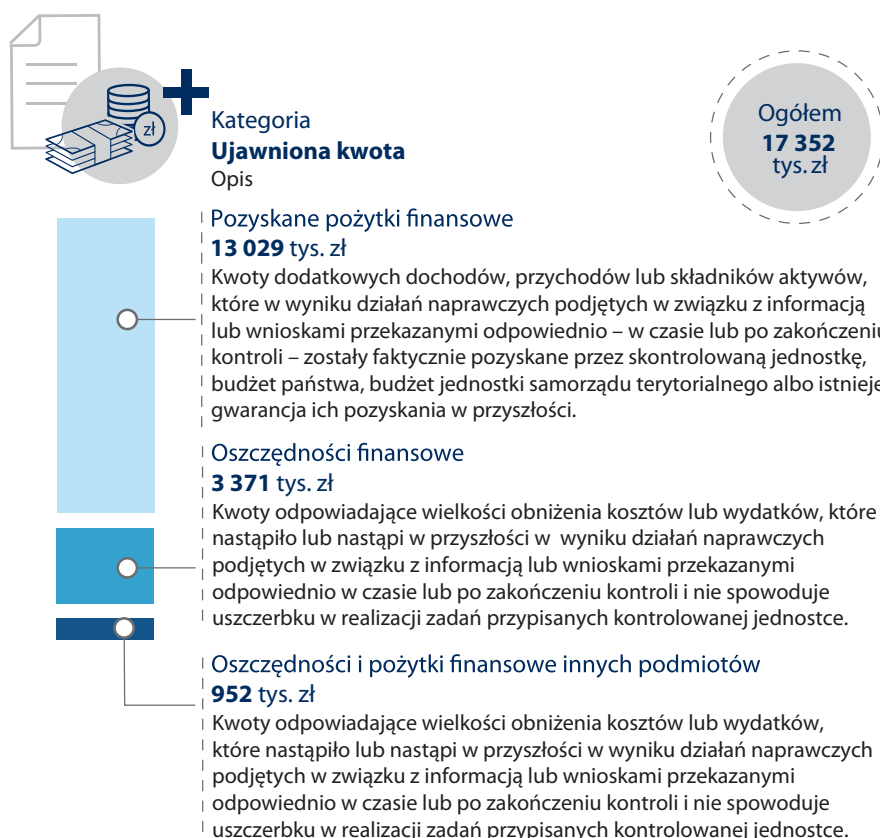 zł
Kategoria
Ujawniona kwota
Opis
Ogółem
17 352
tys. zł
Pozyskane pożytki finansowe
13 029 tys. zł
Kwoty dodatkowych dochodów, przychodów lub składników aktywów,
które w wyniku działań naprawczych podjętych w związku z informacją
lub wnioskami przekazanymi odpowiednio – w czasie lub po zakończeniu
kontroli – zostały faktycznie pozyskane przez skontrolowaną jednostkę,
budżet państwa, budżet jednostki samorządu terytorialnego albo istnieje
gwarancja ich pozyskania w przyszłości.
Oszczędności finansowe
3 371 tys. zł
Kwoty odpowiadające wielkości obniżenia kosztów lub wydatków, które
nastąpiło lub nastąpi w przyszłości w wyniku działań naprawczych
podjętych w związku z informacją lub wnioskami przekazanymi
odpowiednio w czasie lub po zakończeniu kontroli i nie spowoduje
uszczerbku w realizacji zadań przypisanych kontrolowanej jednostce.
Oszczędności i pożytki finansowe innych podmiotów
952 tys. zł
Kwoty odpowiadające wielkości obniżenia kosztów lub wydatków,
które nastąpiło lub nastąpi w przyszłości w wyniku działań naprawczych
podjętych w związku z informacją lub wnioskami przekazanymi
odpowiednio w czasie lub po zakończeniu kontroli i nie spowoduje
uszczerbku w realizacji zadań przypisanych kontrolowanej jednostce.